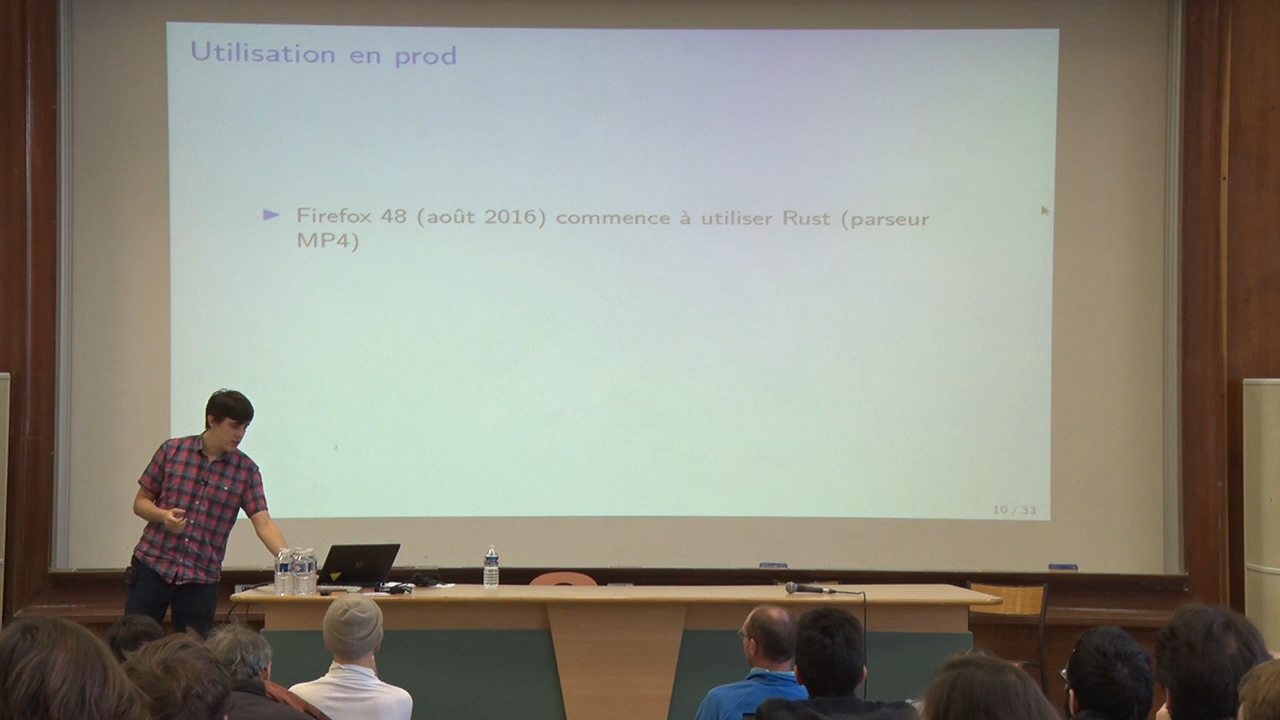 Utilisation en prod
Firefox 48 (août 2016) commence à utiliser Rust (parseur
MP4)
10 / 33